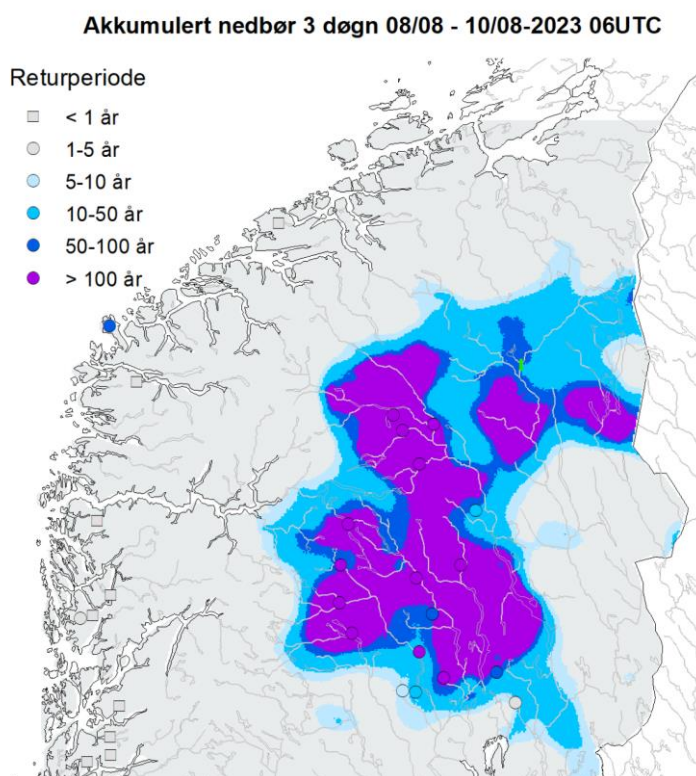 Akkumulert nedbør 3 døgn 08/08 - 10/08-2023 06UTC
Returperiode
< 1 år
1-5 år
5-10 år
10-50 år
50-100 år
> 100 år